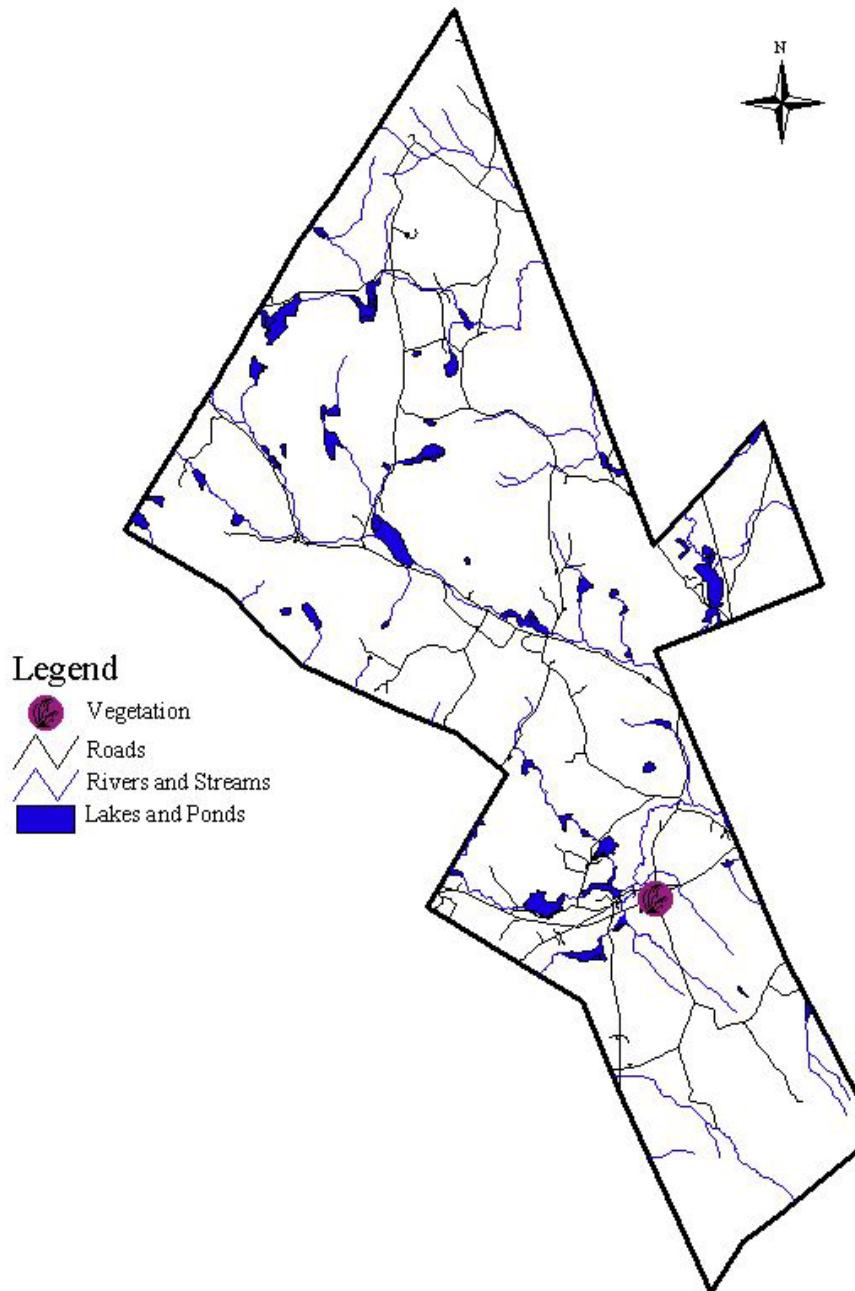 N
Legend
Vegetation
Roads
Rivers and Streams
Lakes and Ponds